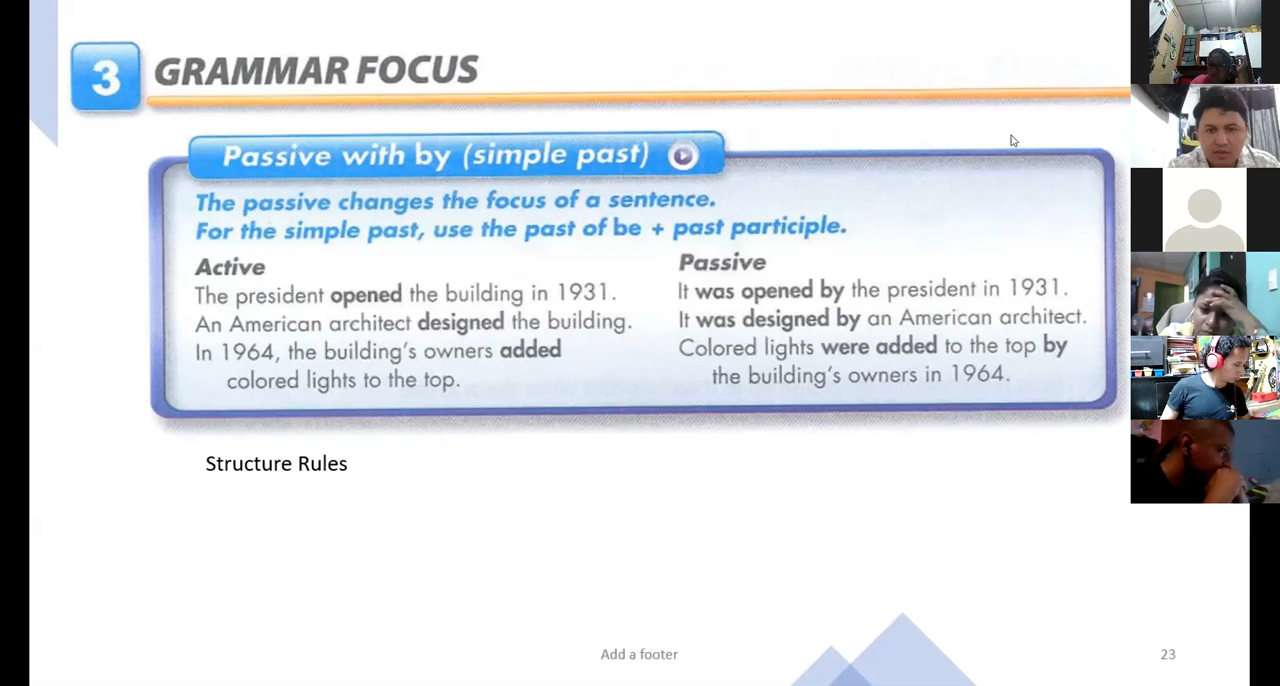 3 GRAMMAR FOCUS
Passive with by (simple past)
The passive changes the focus of a sentence.
For the simple past, use the past of be + past participle.
Active
The president opened the building in 1931.
An American architect designed the building.
In 1964, the building's owners added
colored lights to the top.
Passive
It was opened by the president in 1931.
It was designed by an American architect.
Colored lights were added to the top by
the building's owners in 1964.
Structure Rules
Add a footer
23